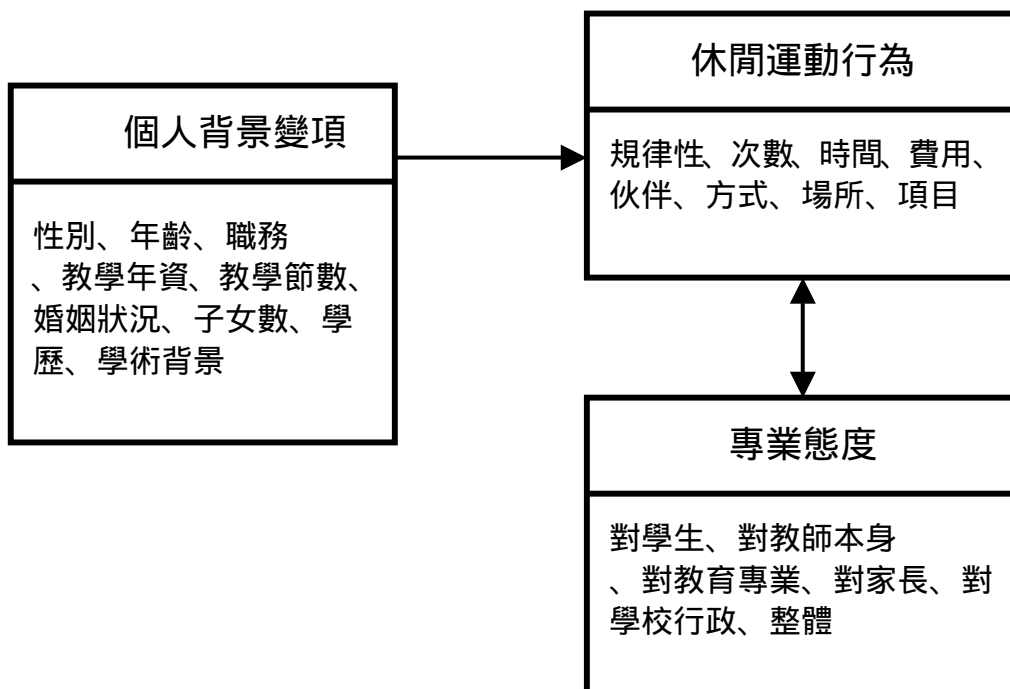 個人背景變項
性別、年齡、職務
、教學年資、教學節數、
婚姻狀況、子女數、學
歷、學術背景
休閒運動行為
規律性、次數、時間、費用、
伙伴、方式、場所、項目
專業態度
對學生、對教師本身
、對教育專業、對家長、對
學校行政、整體